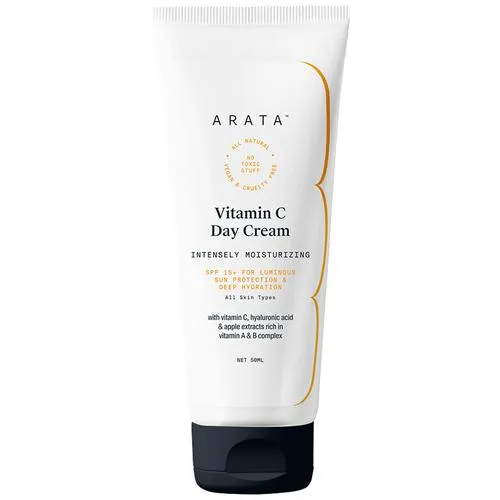 ARATA™
ALL NATURAL
NO
TOXIC
STUFF
VEGAN & CRUELTY FREE
Vitamin C
Day Cream
INTENSELY MOISTURIZING
SPF 15+ FOR LUMINOUS
SUN PROTECTION &
DEEP HYDRATION
All Skin Types
with vitamin C, hyaluronic acid
& apple extracts rich in
vitamin A & B complex
NET 50ML